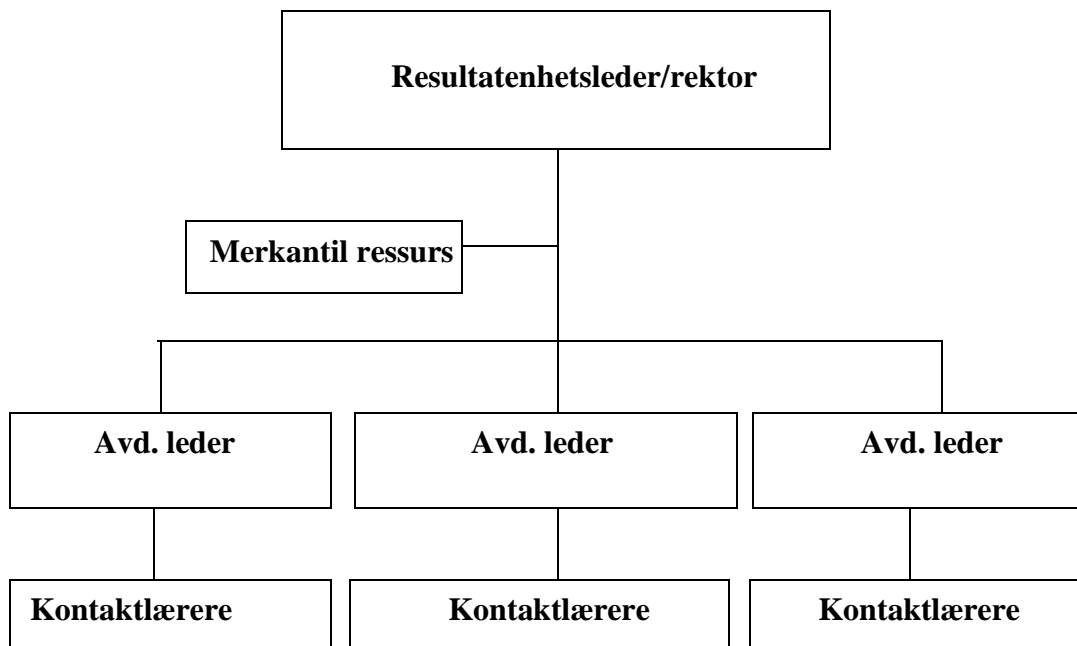 Resultatenhetsleder/rektor
Merkantil ressurs
Avd. leder
Avd. leder
Avd. leder
Kontaktlærere
Kontaktlærere
Kontaktlærere